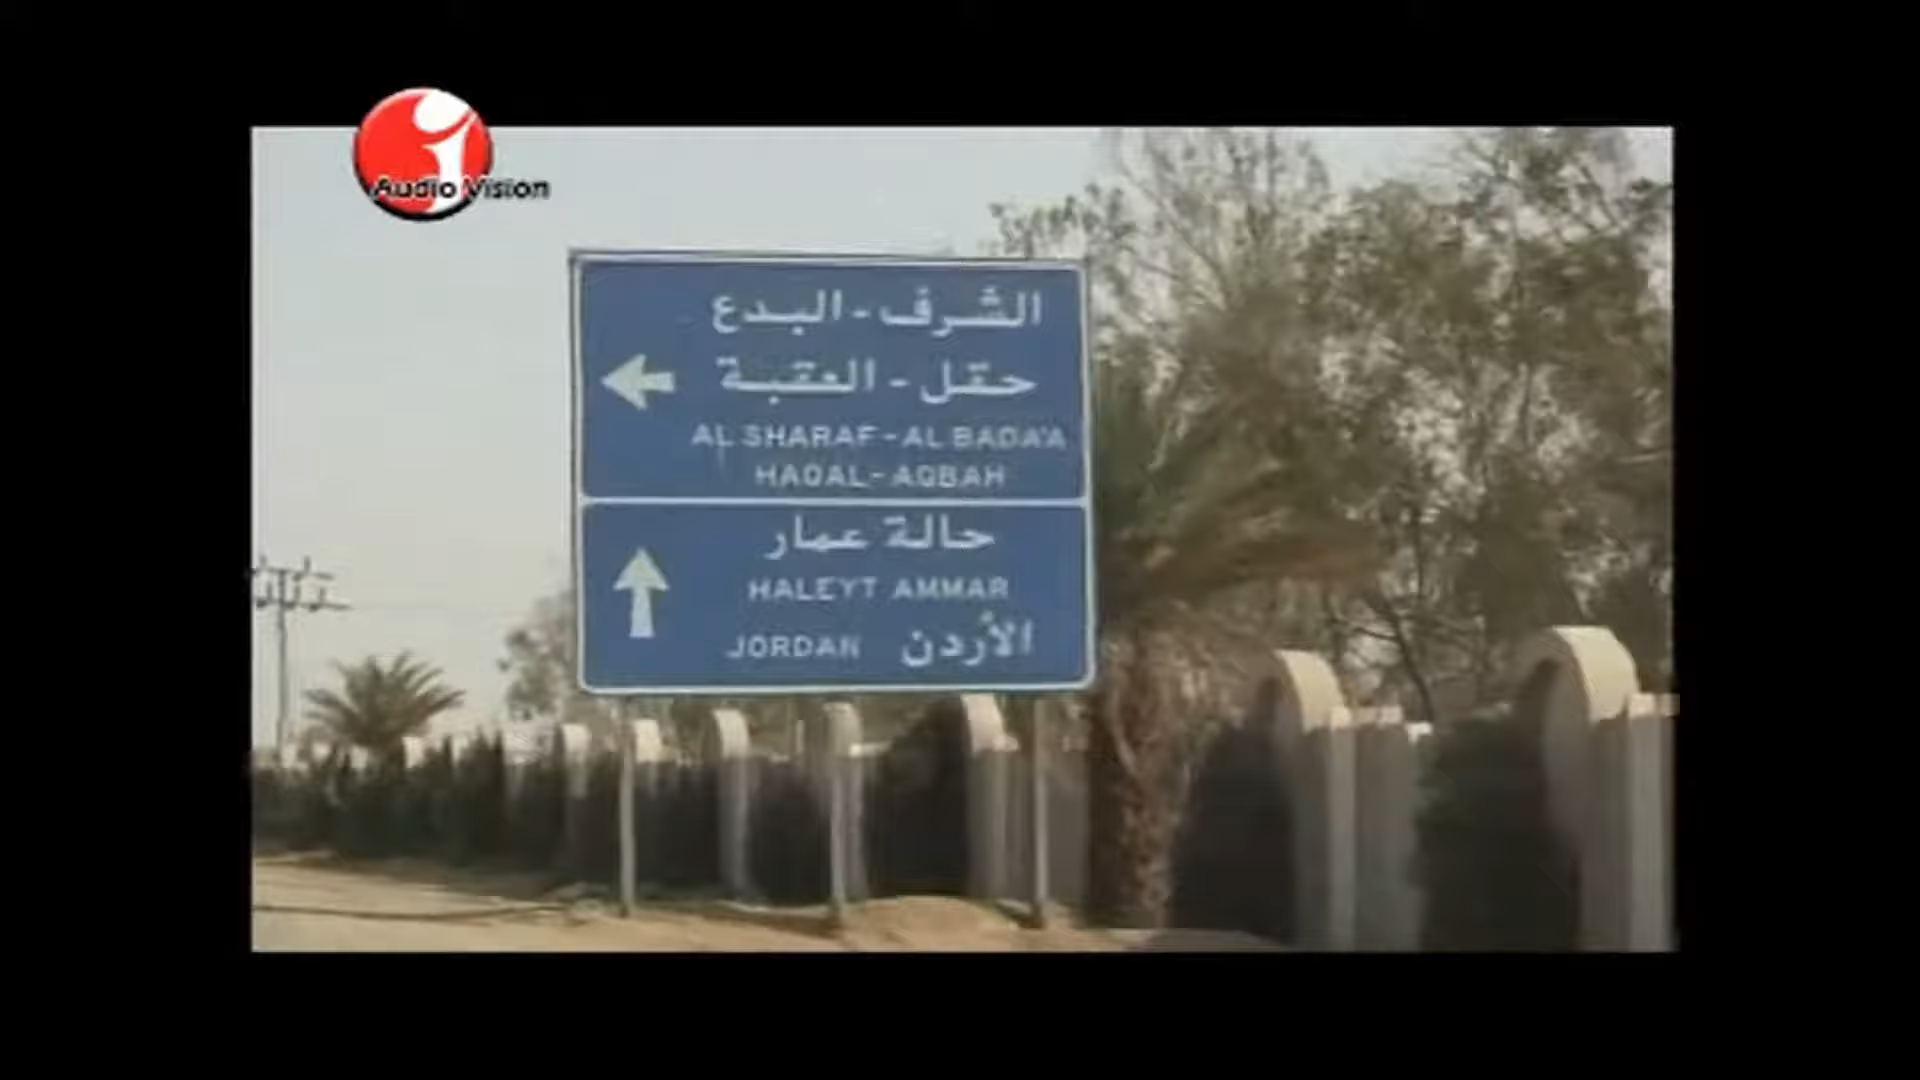 Audio Vision
الشرف - البدع
حقل - العقبة
AL SHARAF - AL BADA'A
HAQAL - AQBAH
حالة عمار
HALEYT AMMAR
JORDAN الأردن